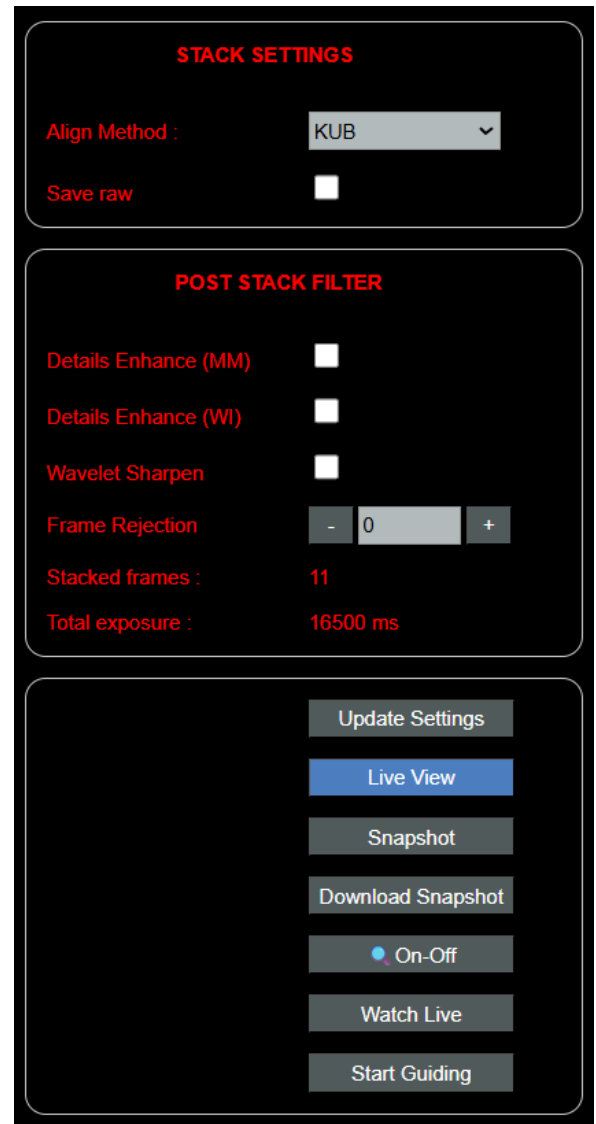 STACK SETTINGS
Align Method : KUB
Save raw
POST STACK FILTER
Details Enhance (MM)
Details Enhance (WI)
Wavelet Sharpen
Frame Rejection - 0 +
Stacked frames : 11
Total exposure : 16500 ms
Update Settings
Live View
Snapshot
Download Snapshot
On-Off
Watch Live
Start Guiding